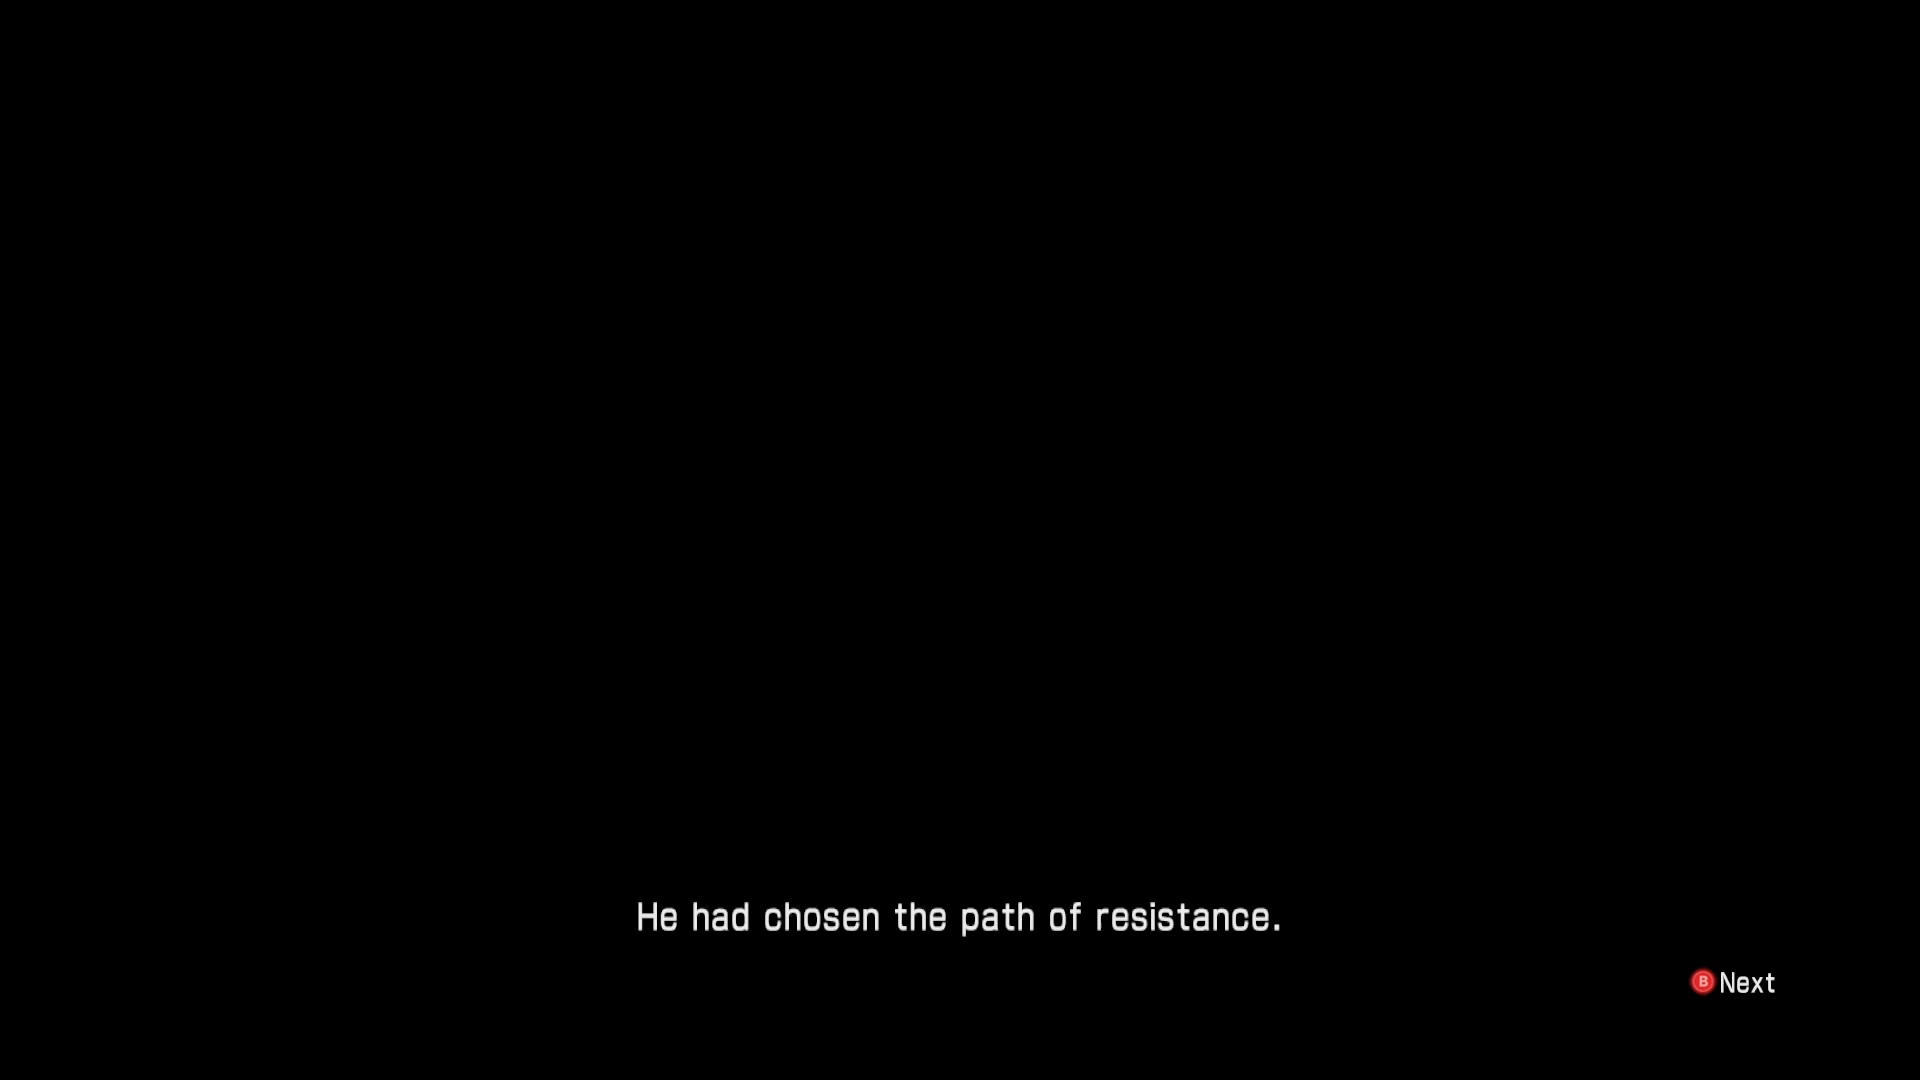 He had chosen the path of resistance.
B Next